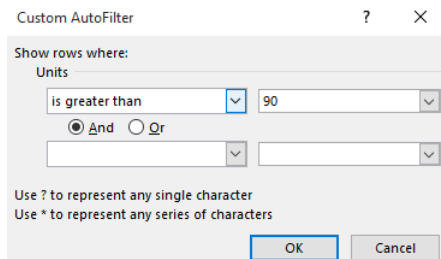 Custom AutoFilter ? ×
Show rows where:
Units
is greater than 90
And Or
Use ? to represent any single character
Use * to represent any series of characters
OK Cancel